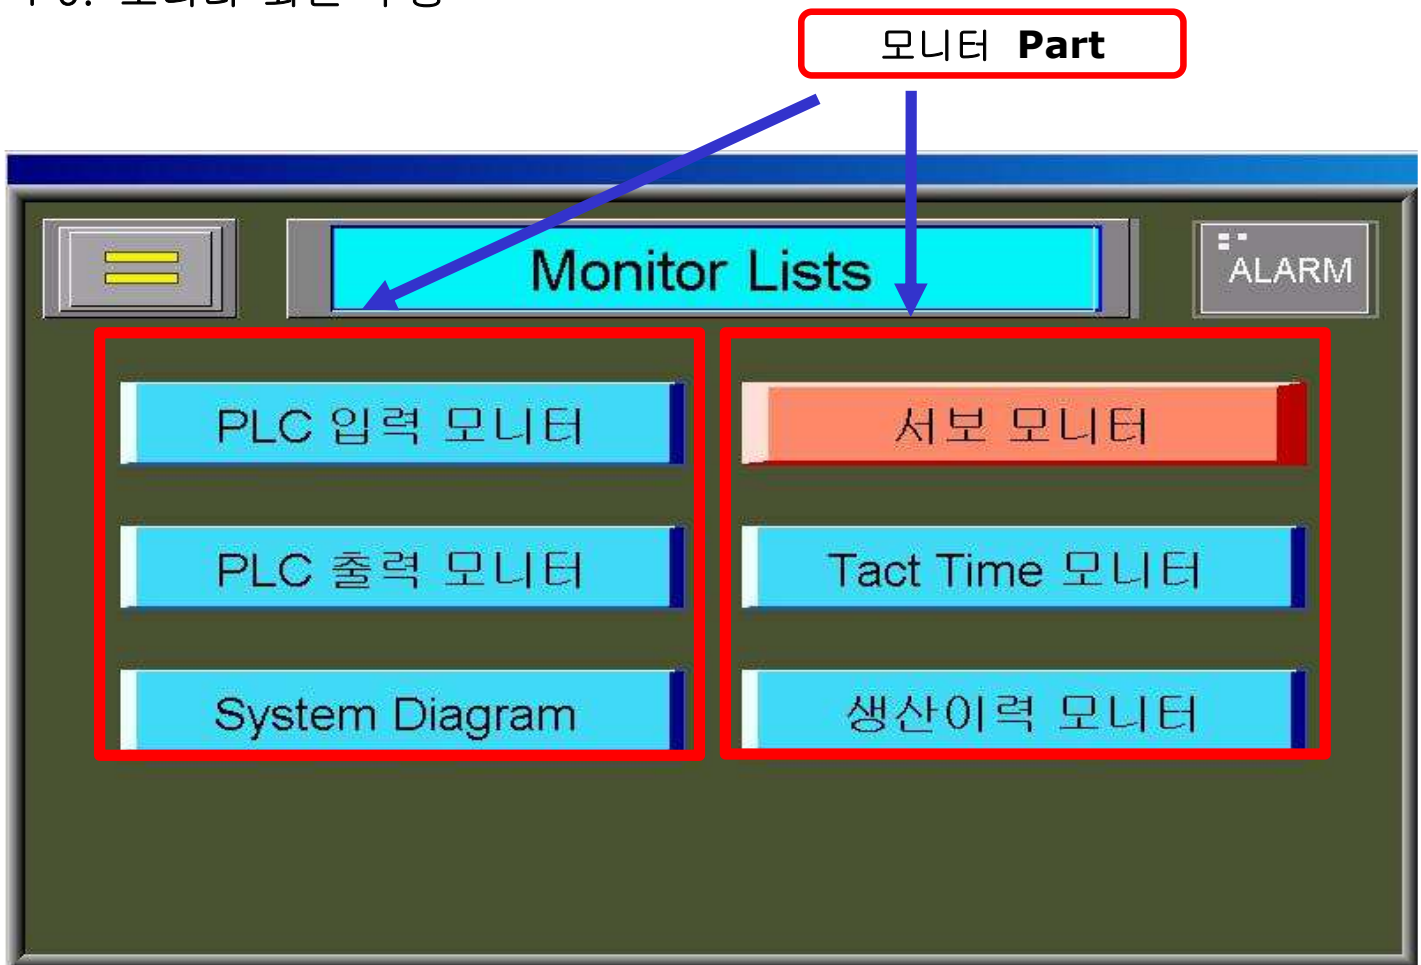 모니터 Part
Monitor Lists
ALARM
PLC 입력 모니터
서보 모니터
PLC 출력 모니터
Tact Time 모니터
System Diagram
생산이력 모니터